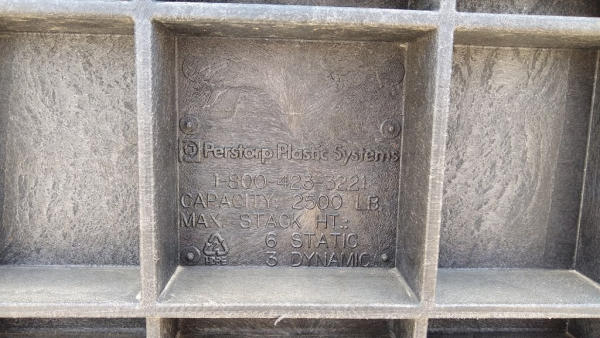 Perstorp Plastic Systems
1-800-423-3221
CAPACITY: 2500 LB.
MAX. STACK HT.:
6 STATIC
3 DYNAMIC